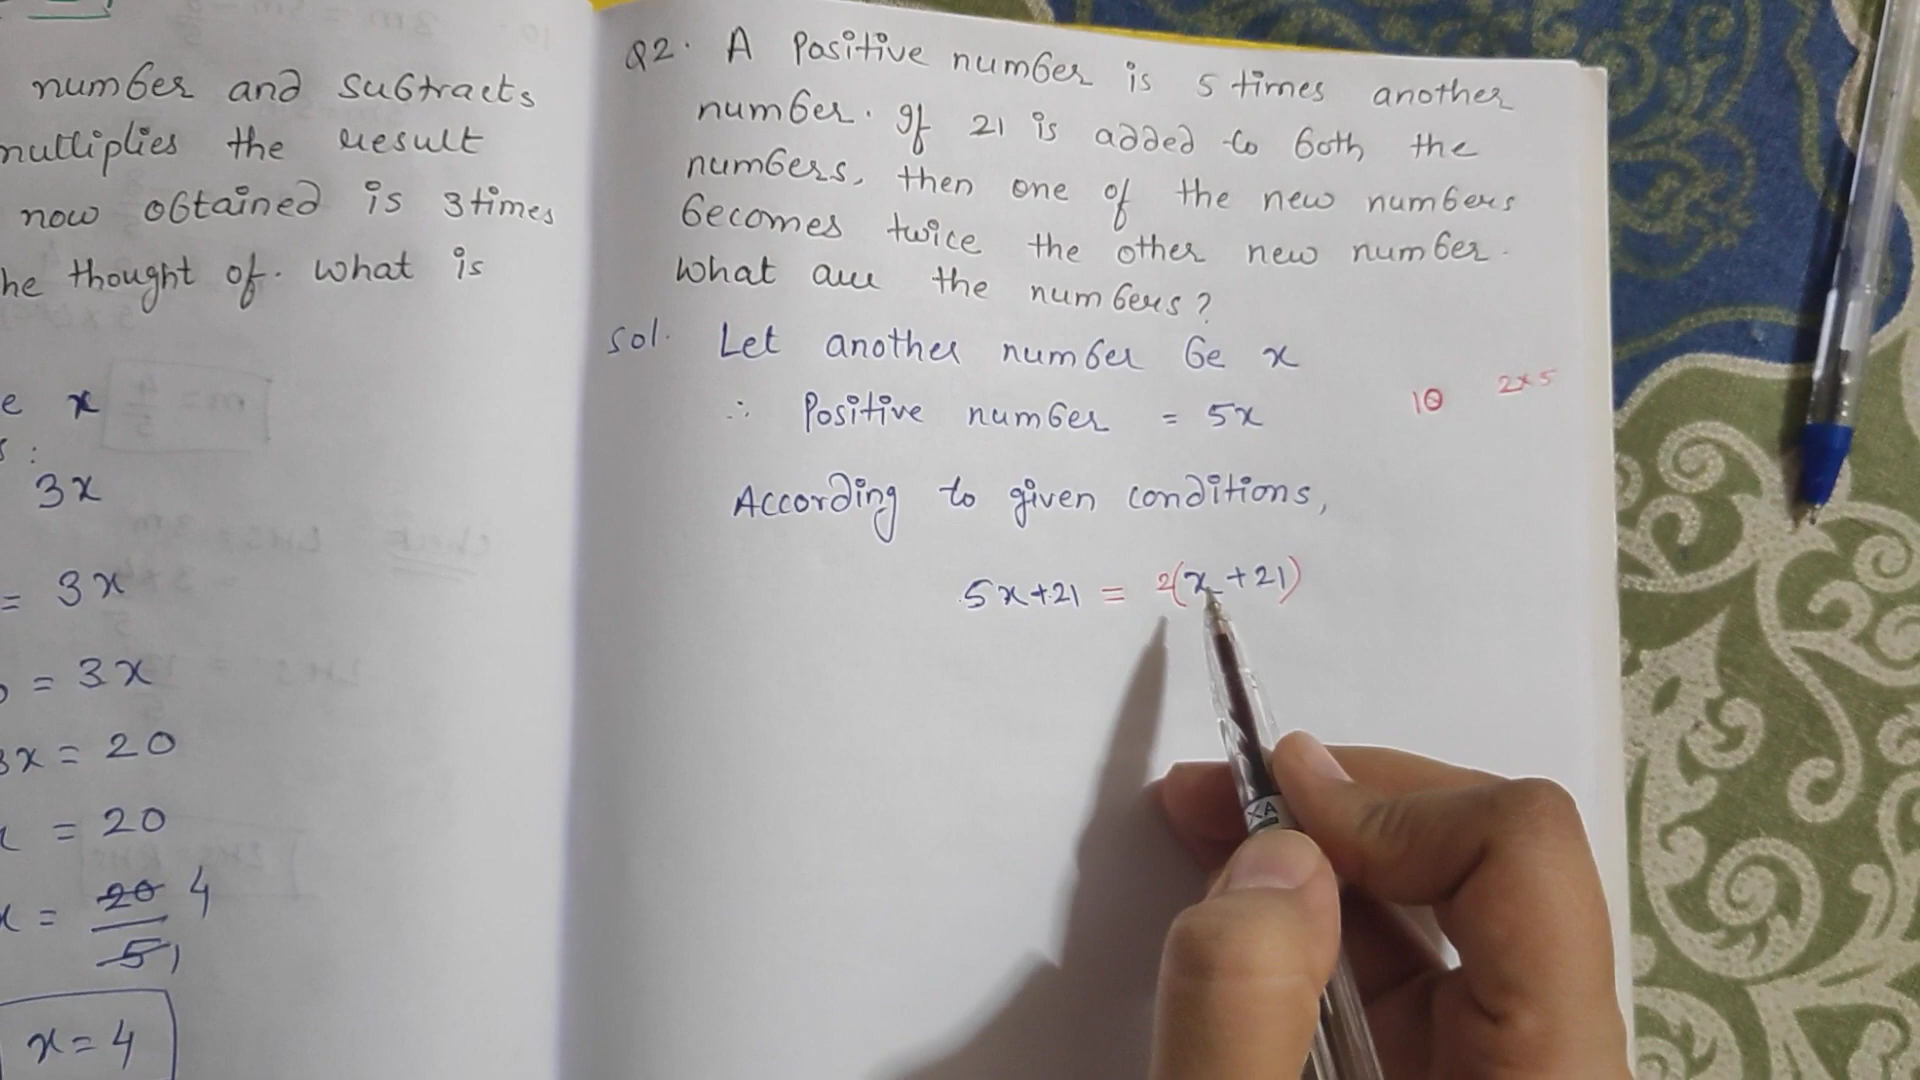 number and subtracts
multiplies the result
now obtained is 3 times
he thought of. what is
e x
s :
3x
= 3x
= 3x
3x = 20
x = 20
x = 20 4
5 1
x = 4
Q2. A Positive number is 5 times another
number. If 21 is added to both the
numbers, then one of the new numbers
becomes twice the other new number.
What are the numbers?
Sol. Let another number be x
∴ Positive number = 5x
10 2x5
According to given conditions,
5x+21 = 2(x+21)
XA